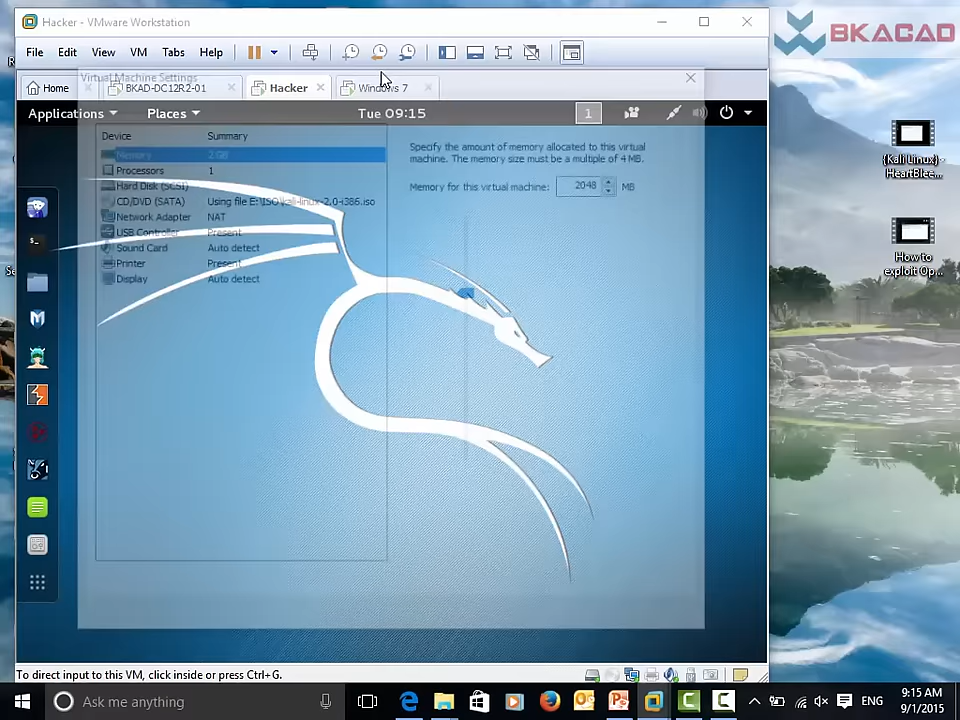 Hacker - VMware Workstation
BKACAD
File Edit View VM Tabs Help
Virtual Machine Settings
Home BKAD-DC12R2-01 Hacker Windows 7
Applications Places Tue 09:15 1
Device Summary
Memory 2 GB
Processors 1
Hard Disk (SCSI)
CD/DVD (SATA) Using file E:\ISO\kali-linux-2.0-i386.iso
Network Adapter NAT
USB Controller Present
Sound Card Auto detect
Printer Present
Display Auto detect
Specify the amount of memory allocated to this virtual
machine. The memory size must be a multiple of 4 MB.
Memory for this virtual machine: 2048 MB
(Kali Linux) -
HeartBlee...
How to
exploit Op...
To direct input to this VM, click inside or press Ctrl+G.
Ask me anything
ENG
9:15 AM
9/1/2015